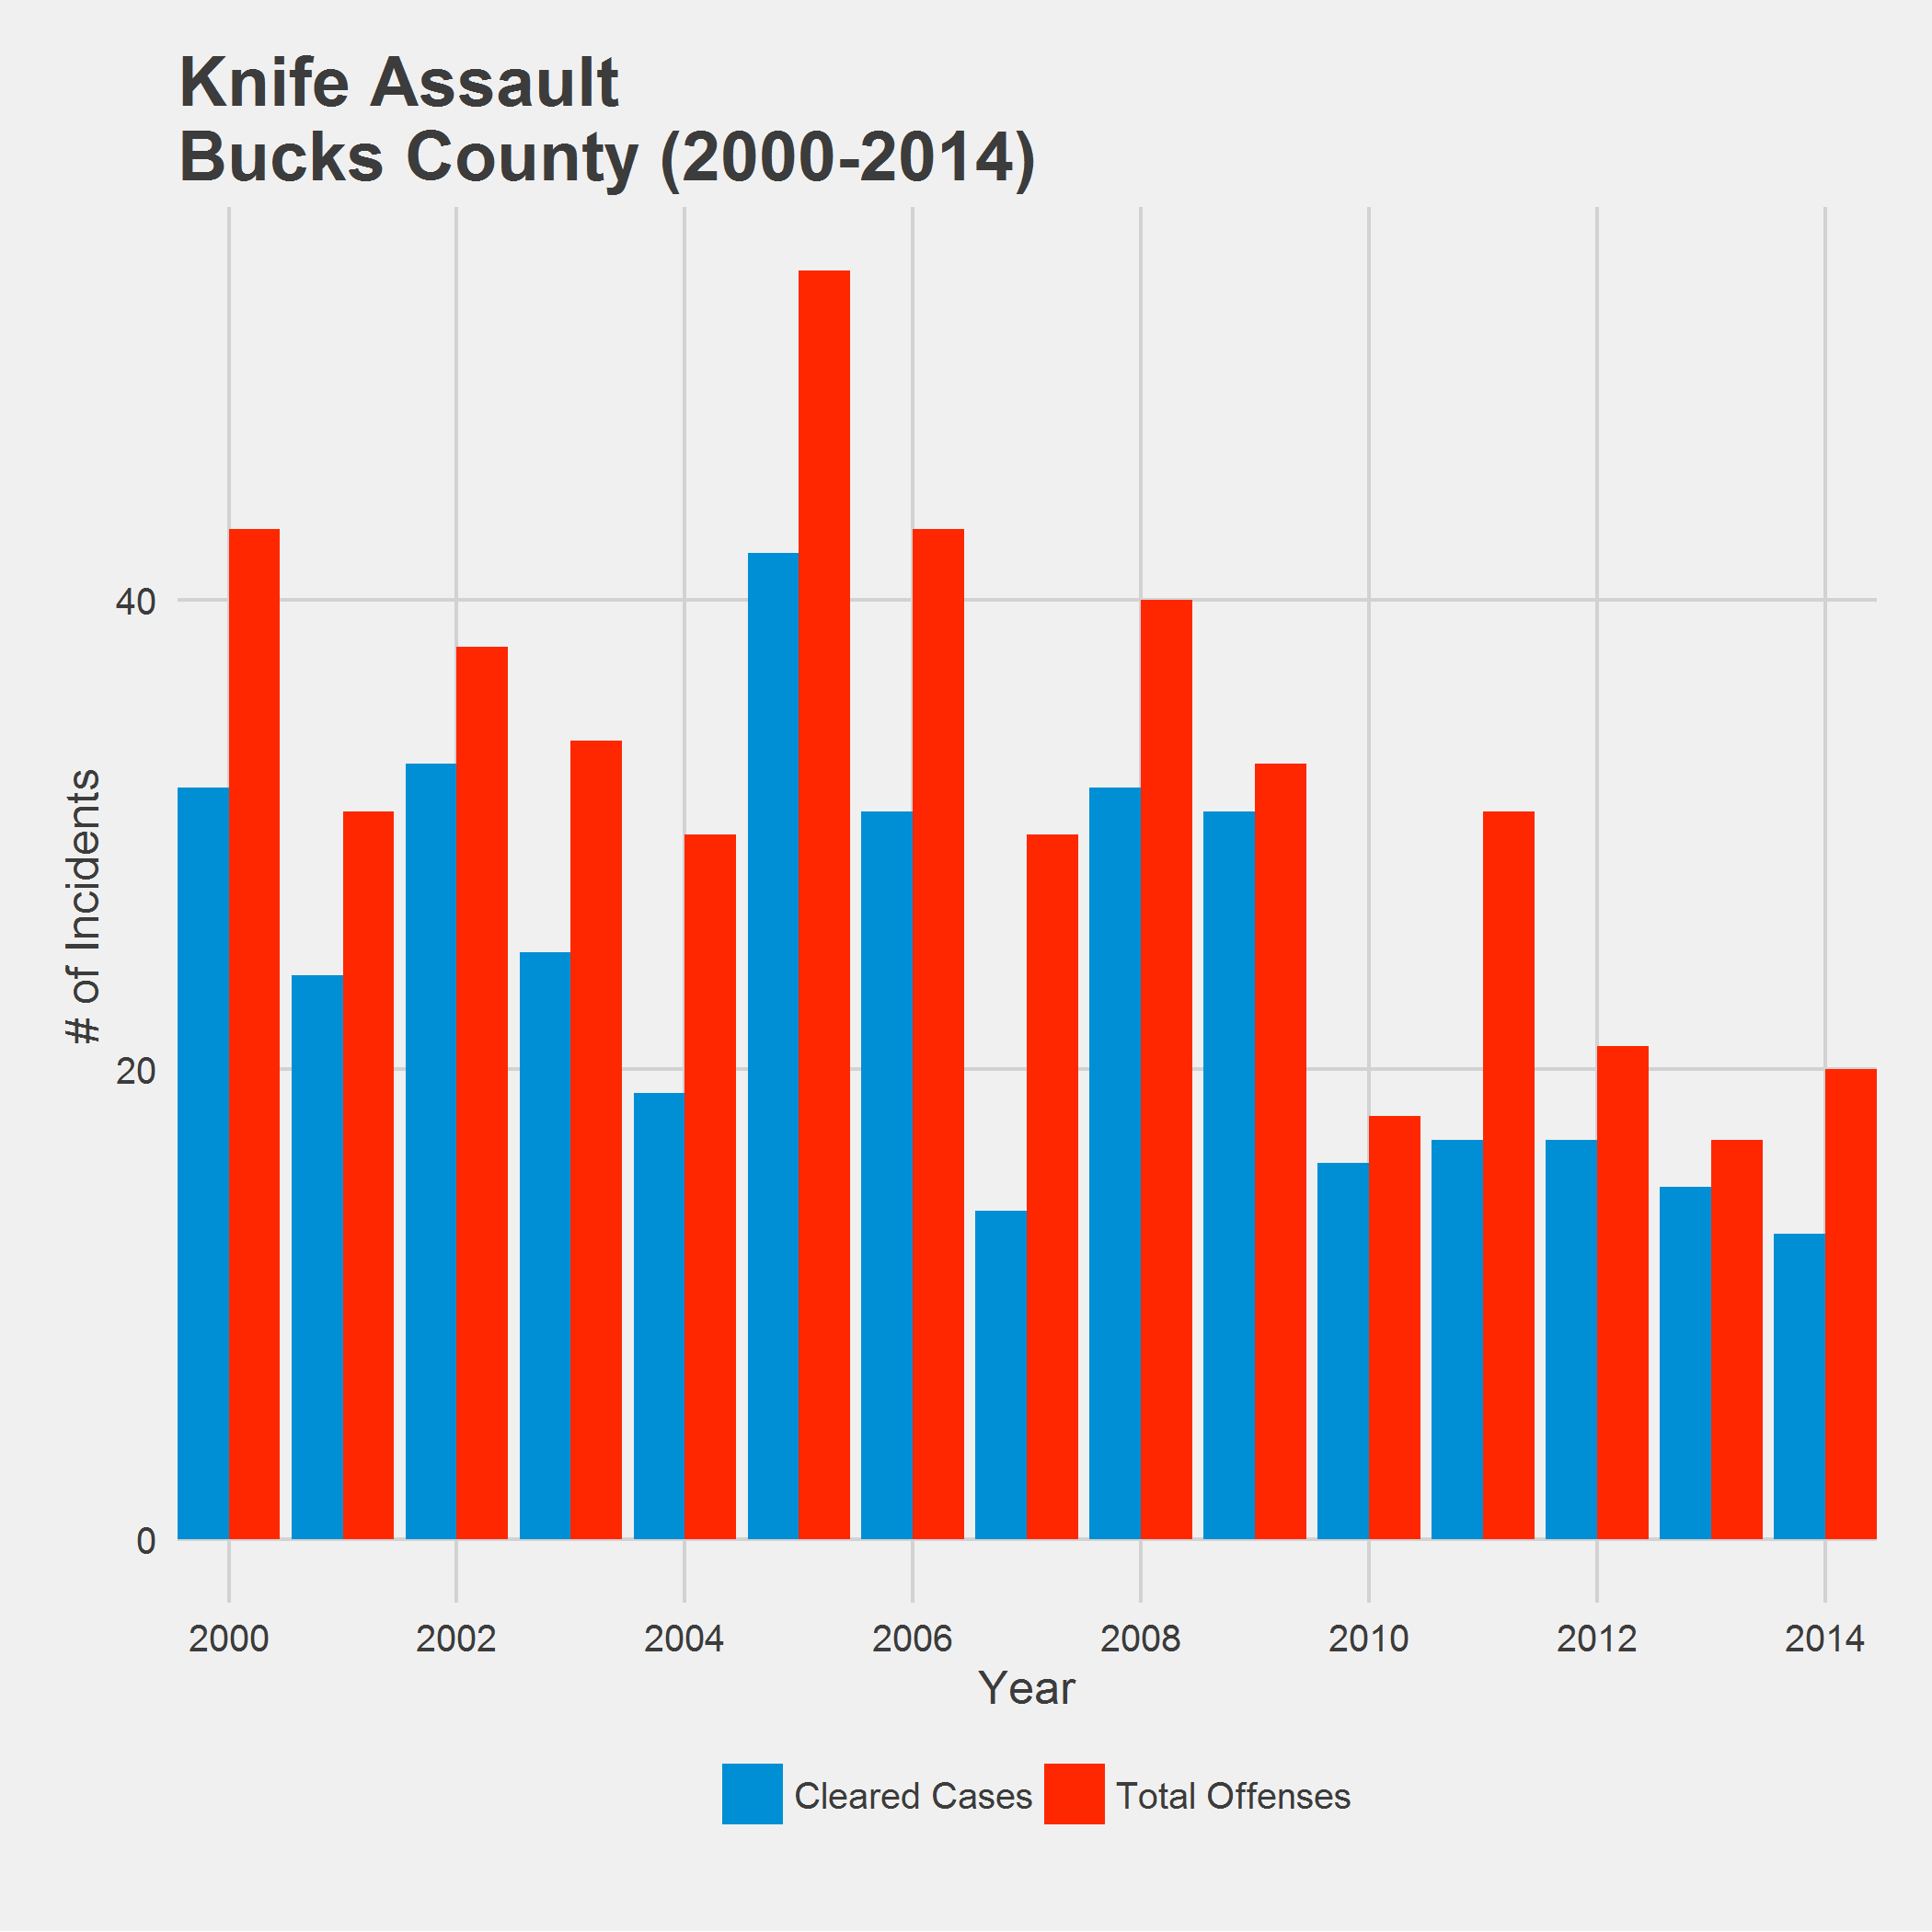 Knife Assault
Bucks County (2000-2014)
# of Incidents
40
20
0
2000 2002 2004 2006 2008 2010 2012 2014
Year
Cleared Cases Total Offenses